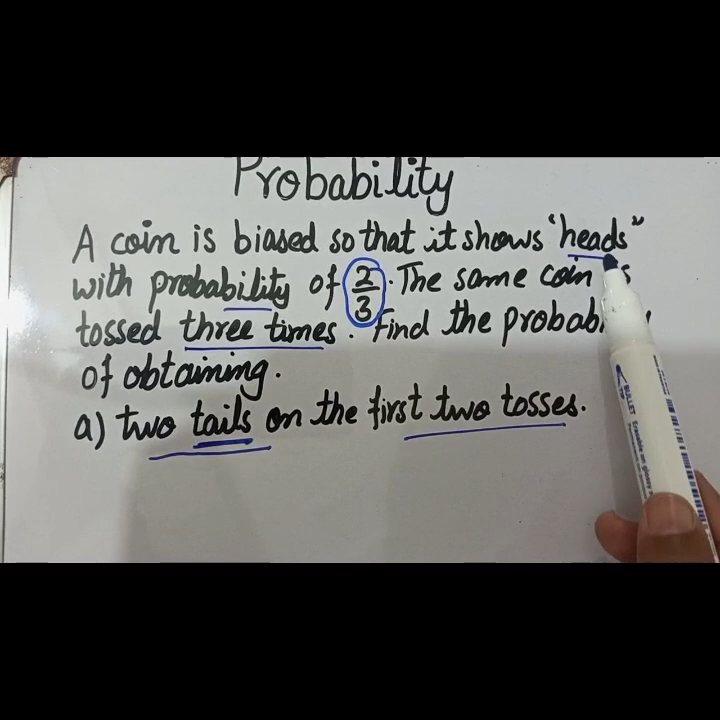 Probability
A coin is biased so that it shows "heads"
with probability of 2/3. The same coin
tossed three times. Find the
of obtaining.
a) two tails on the first two tosses.
BULLET